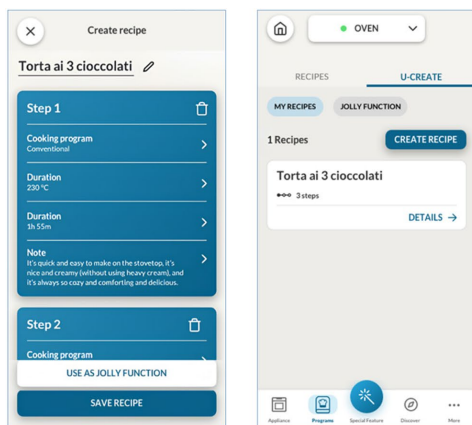 Create recipe
Torta ai 3 cioccolati
Step 1
Cooking program
Conventional
Duration
230 °C
Duration
1h 55m
Note
It's quick and easy to make on the stovetop, it's
nice and creamy (without using heavy cream), and
it's always so cozy and comforting and delicious.
Step 2
Cooking program
USE AS JOLLY FUNCTION
SAVE RECIPE
OVEN
RECIPES
U-CREATE
MY RECIPES
JOLLY FUNCTION
1 Recipes
CREATE RECIPE
Torta ai 3 cioccolati
3 steps
DETAILS →
Appliance
Programs
Special Feature
Discover
More